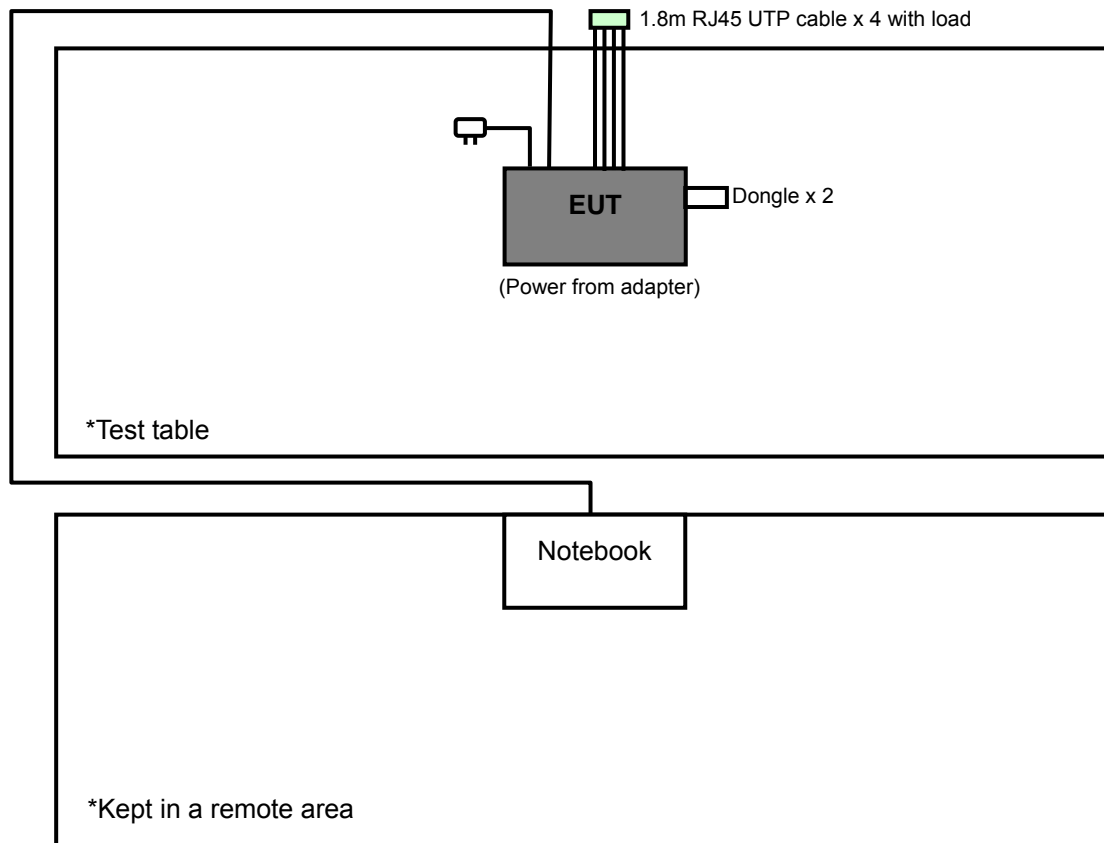 1.8m RJ45 UTP cable x 4 with load
EUT
Dongle x 2
(Power from adapter)
*Test table
Notebook
*Kept in a remote area